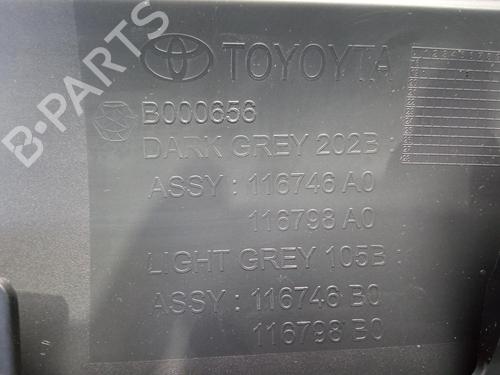 TOYOYTA
B000656
DARK GREY 202B :
ASSY : 116746 A0
116798 A0
LIGHT GREY 105B :
ASSY : 116746 B0
116798 B0
B-PARTS